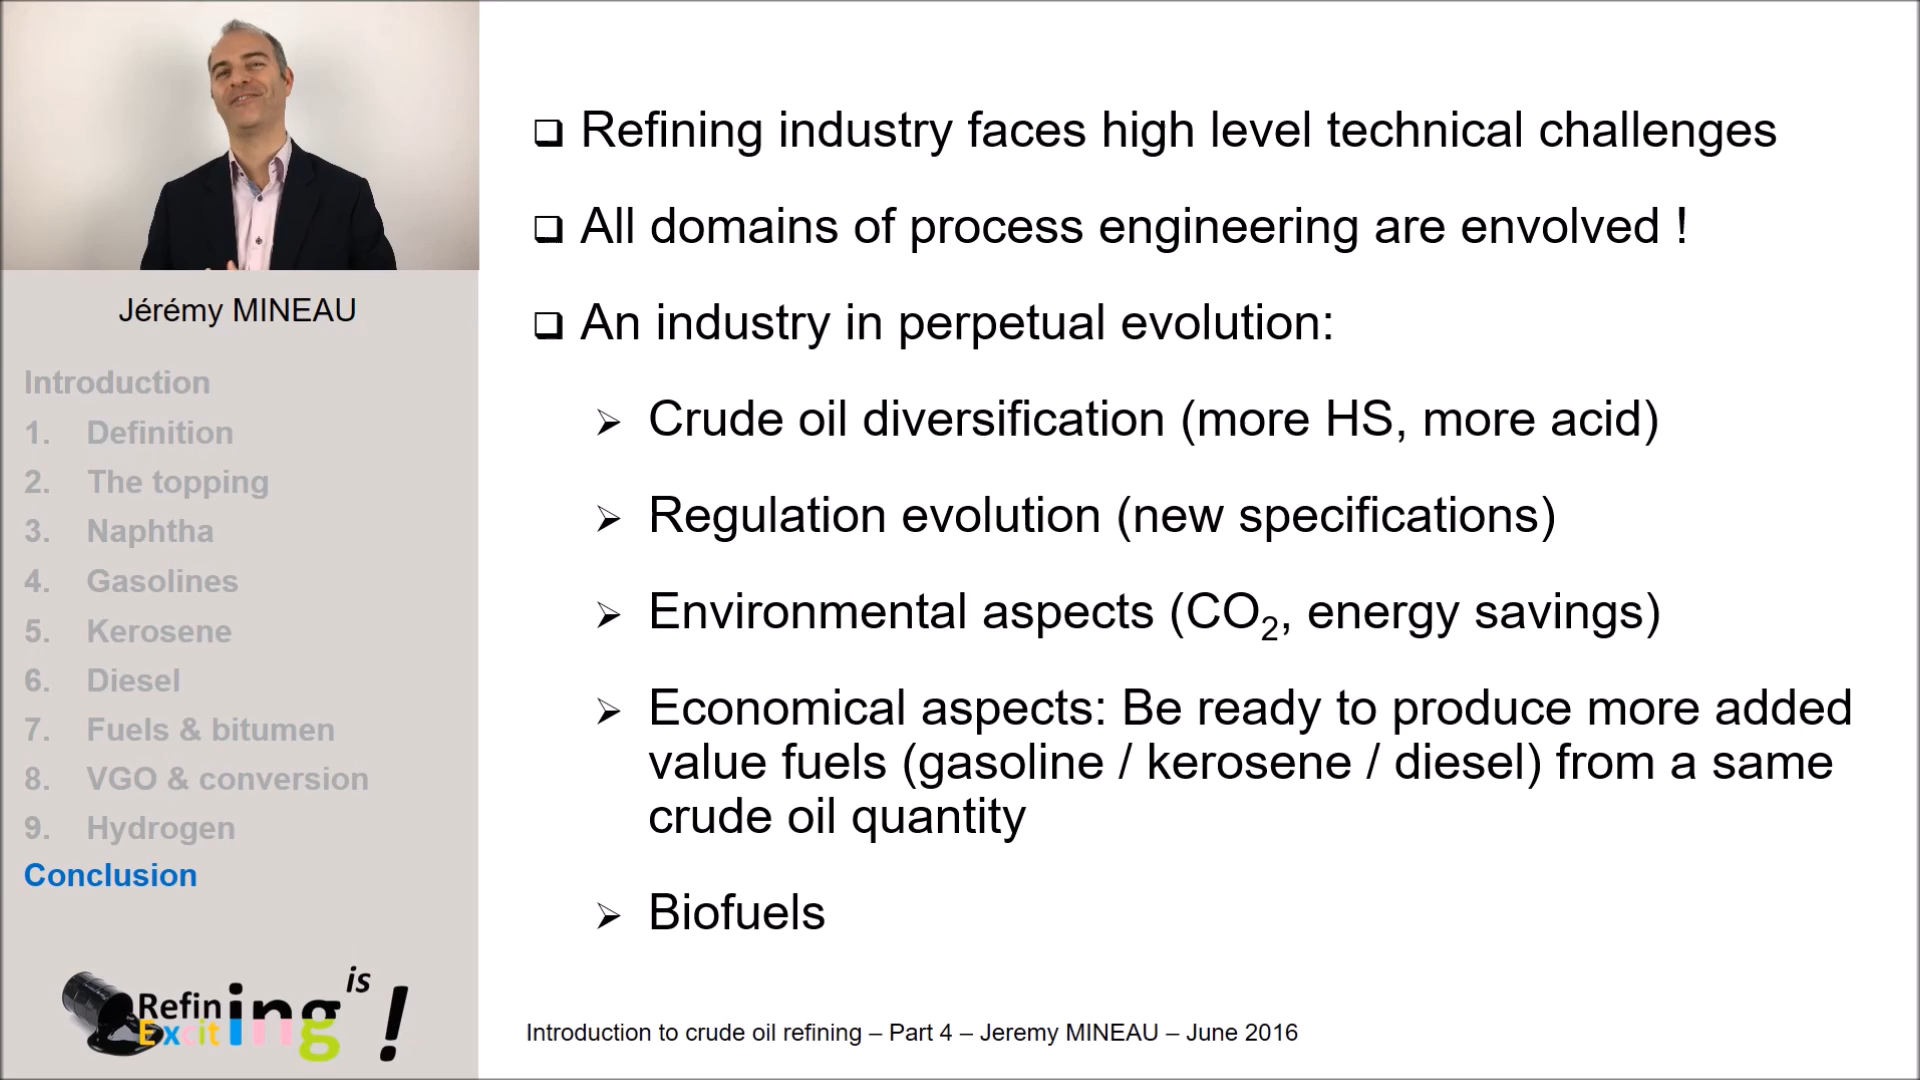 Jérémy MINEAU
Introduction
1. Definition
2. The topping
3. Naphtha
4. Gasolines
5. Kerosene
6. Diesel
7. Fuels & bitumen
8. VGO & conversion
9. Hydrogen
Conclusion
Refining is
Exciting !
❑ Refining industry faces high level technical challenges
❑ All domains of process engineering are envolved !
❑ An industry in perpetual evolution:
➢ Crude oil diversification (more HS, more acid)
➢ Regulation evolution (new specifications)
➢ Environmental aspects (CO₂, energy savings)
➢ Economical aspects: Be ready to produce more added
value fuels (gasoline / kerosene / diesel) from a same
crude oil quantity
➢ Biofuels
Introduction to crude oil refining – Part 4 – Jeremy MINEAU – June 2016